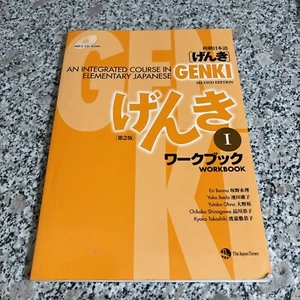 MP3 CD-ROM
初級日本語
[げんき]
GENKI
AN INTEGRATED COURSE IN
ELEMENTARY JAPANESE
SECOND EDITION
げんき
[第2版]
I
ワークブック
WORKBOOK
Eri Banno 坂野永理
Yoko Ikeda 池田庸子
Yutaka Ohno 大野裕
Chikako Shinagawa 品川恭子
Kyoko Tokashiki 渡嘉敷恭子
The Japan Times